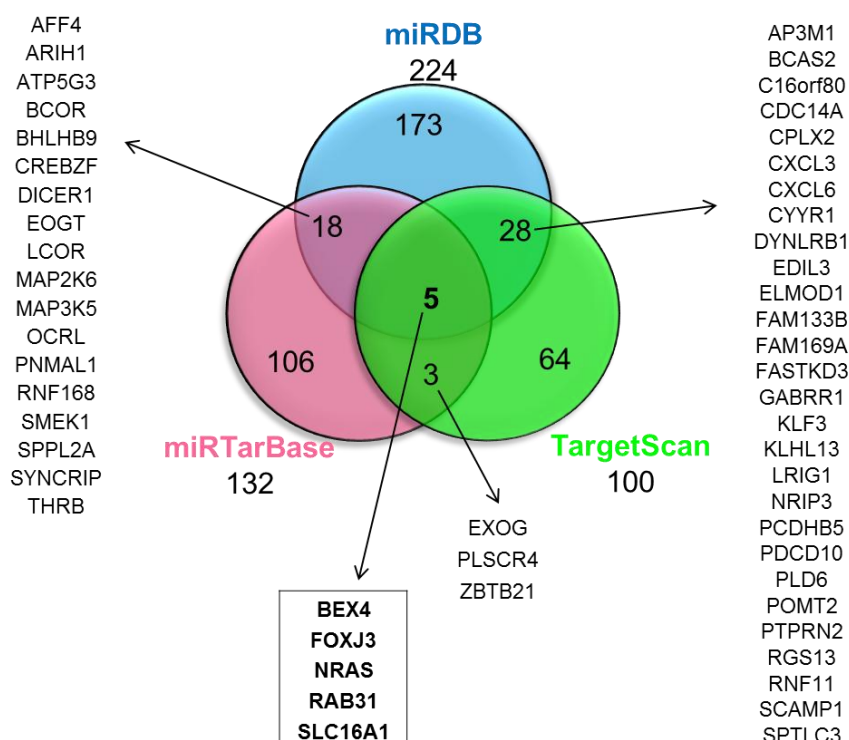 AFF4
ARIH1
ATP5G3
BCOR
BHLHB9
CREBZF
DICER1
EOGT
LCOR
MAP2K6
MAP3K5
OCRL
PNMAL1
RNF168
SMEK1
SPPL2A
SYNCRIP
THRB
miRDB
224
173
18
28
5
106
3
64
miRTarBase
132
TargetScan
100
EXOG
PLSCR4
ZBTB21
BEX4
FOXJ3
NRAS
RAB31
SLC16A1
AP3M1
BCAS2
C16orf80
CDC14A
CPLX2
CXCL3
CXCL6
CYYR1
DYNLRB1
EDIL3
ELMOD1
FAM133B
FAM169A
FASTKD3
GABRR1
KLF3
KLHL13
LRIG1
NRIP3
PCDHB5
PDCD10
PLD6
POMT2
PTPRN2
RGS13
RNF11
SCAMP1
SPTLC3